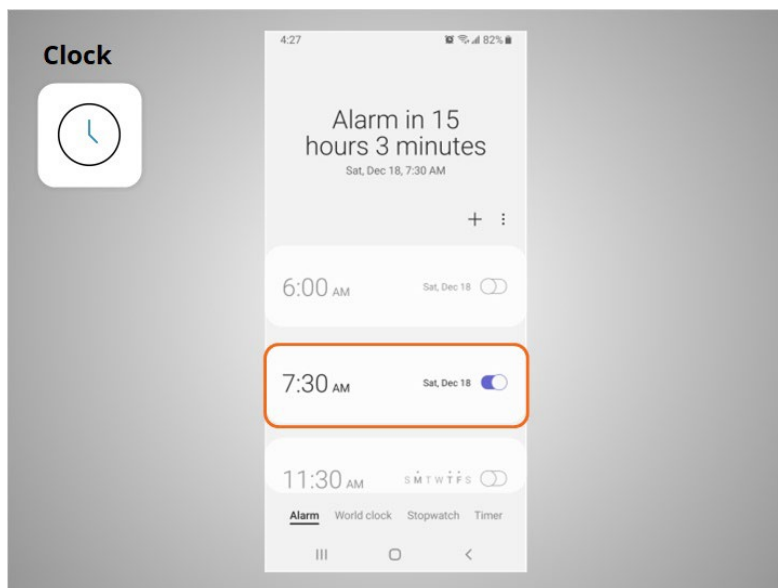 Clock
4:27 82%
Alarm in 15
hours 3 minutes
Sat, Dec 18, 7:30 AM
6:00 AM Sat, Dec 18
7:30 AM Sat, Dec 18
11:30 AM S M T W T F S
Alarm World clock Stopwatch Timer